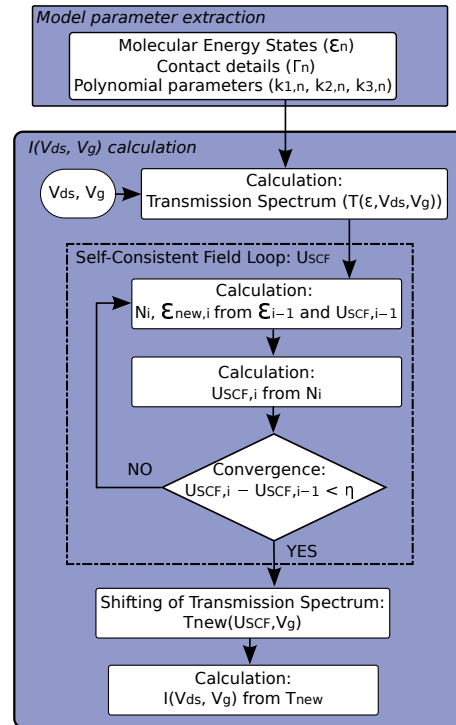 Model parameter extraction
Molecular Energy States (Ɛn)
Contact details (Γn)
Polynomial parameters (k1,n, k2,n, k3,n)
I(Vds, Vg) calculation
Vds, Vg
Calculation:
Transmission Spectrum (T(ε,Vds,Vg))
Self-Consistent Field Loop: USCF
Calculation:
Ni, Ɛnew,i from Ɛi−1 and USCF,i−1
Calculation:
USCF,i from Ni
NO
Convergence:
USCF,i − USCF,i−1 < η
YES
Shifting of Transmission Spectrum:
Tnew(USCF,Vg)
Calculation:
I(Vds, Vg) from Tnew